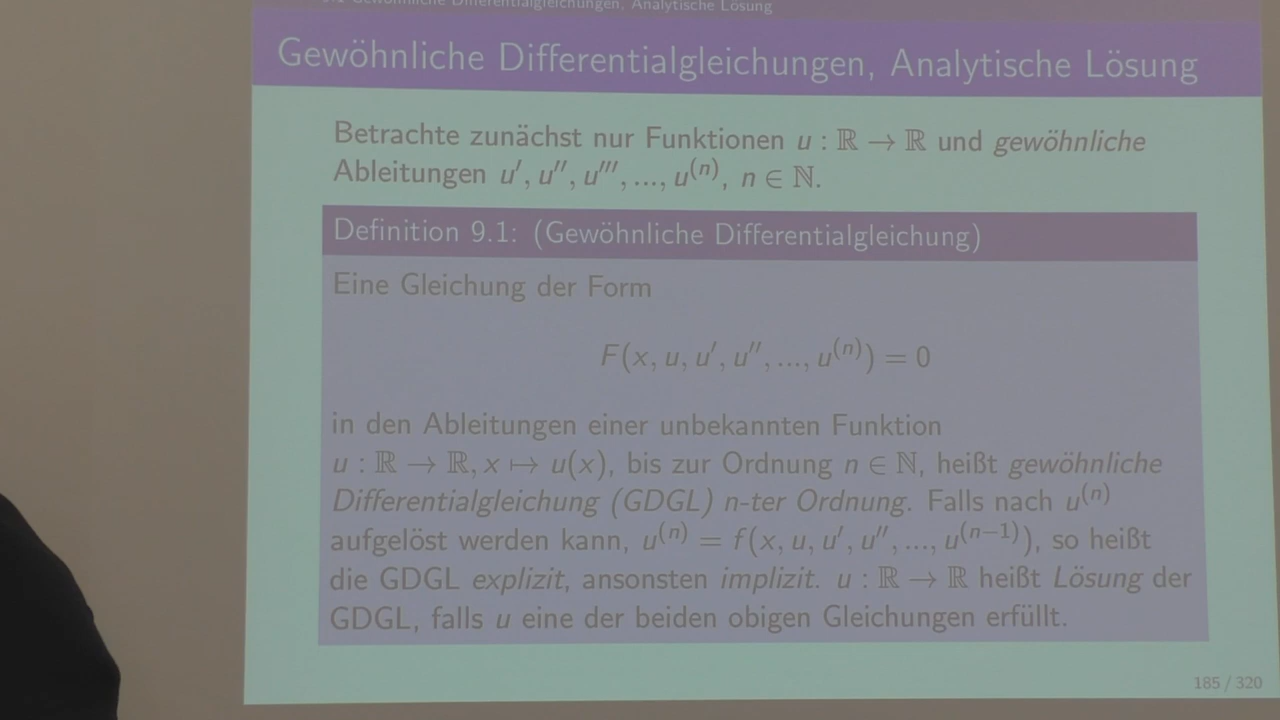 9.1 Gewöhnliche Differentialgleichungen, Analytische Lösung
Gewöhnliche Differentialgleichungen, Analytische Lösung
Betrachte zunächst nur Funktionen u : ℝ → ℝ und gewöhnliche
Ableitungen u′, u″, u‴, ..., u⁽ⁿ⁾, n ∈ ℕ.
Definition 9.1: (Gewöhnliche Differentialgleichung)
Eine Gleichung der Form
F(x, u, u′, u″, ..., u⁽ⁿ⁾) = 0
in den Ableitungen einer unbekannten Funktion
u : ℝ → ℝ, x ↦ u(x), bis zur Ordnung n ∈ ℕ, heißt gewöhnliche
Differentialgleichung (GDGL) n-ter Ordnung. Falls nach u⁽ⁿ⁾
aufgelöst werden kann, u⁽ⁿ⁾ = f(x, u, u′, u″, ..., u⁽ⁿ⁻¹⁾), so heißt
die GDGL explizit, ansonsten implizit. u : ℝ → ℝ heißt Lösung der
GDGL, falls u eine der beiden obigen Gleichungen erfüllt.
185 / 320